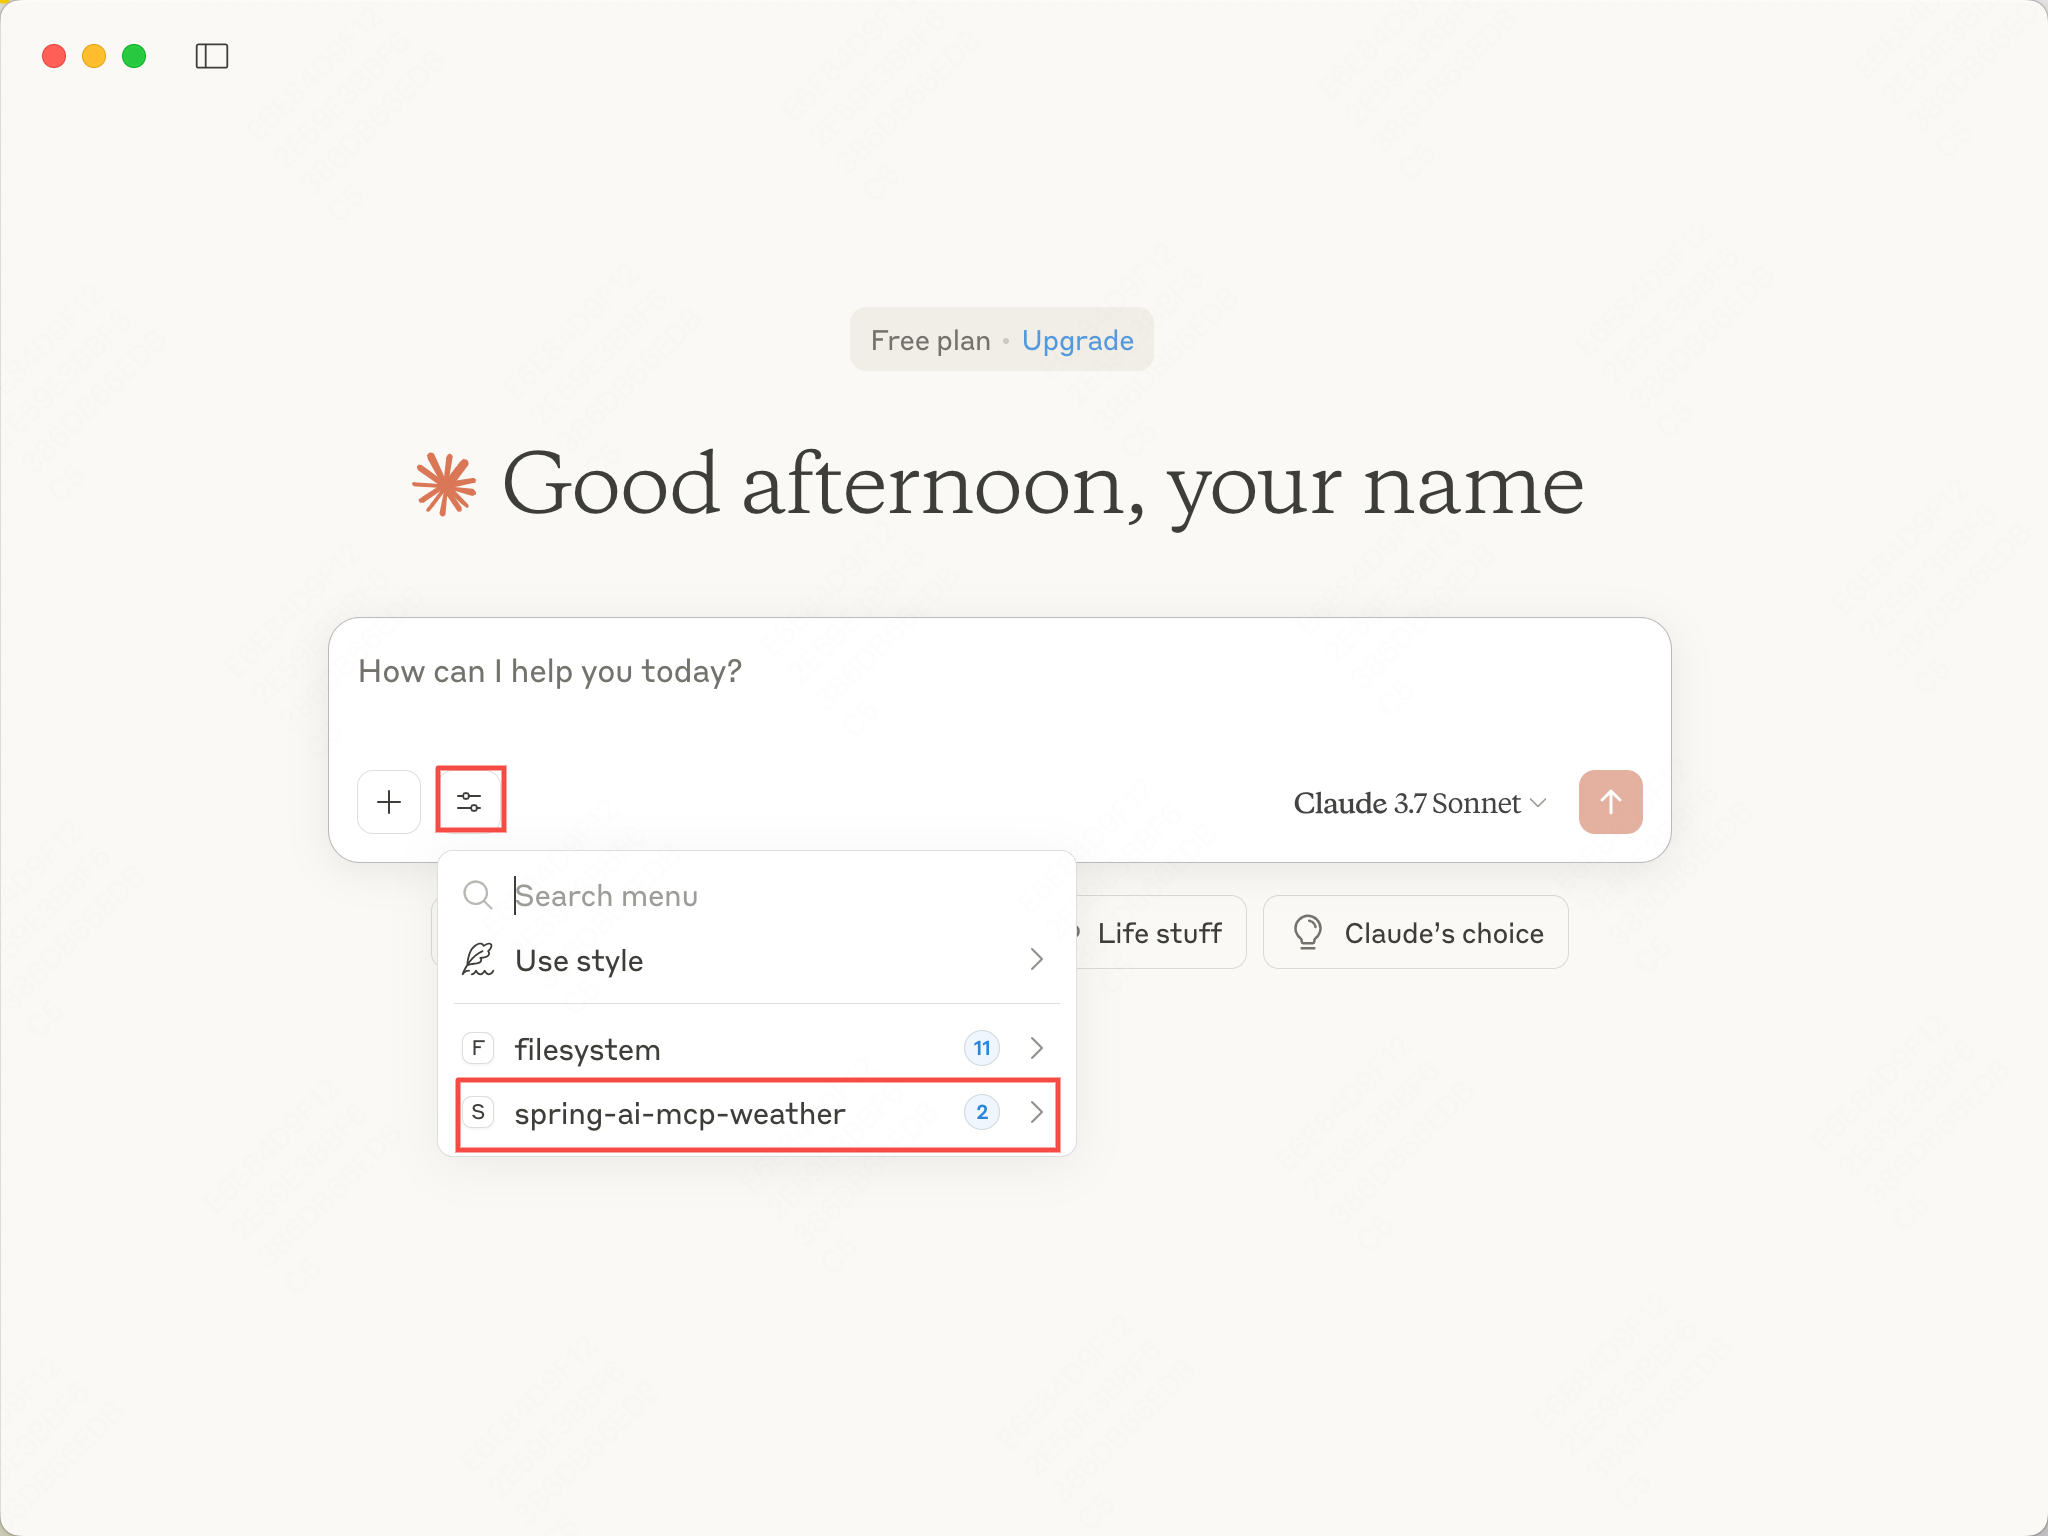 Free plan • Upgrade
Good afternoon, your name
How can I help you today?
Claude 3.7 Sonnet
Search menu
Use style
F filesystem 11
S spring-ai-mcp-weather 2
Life stuff
Claude's choice